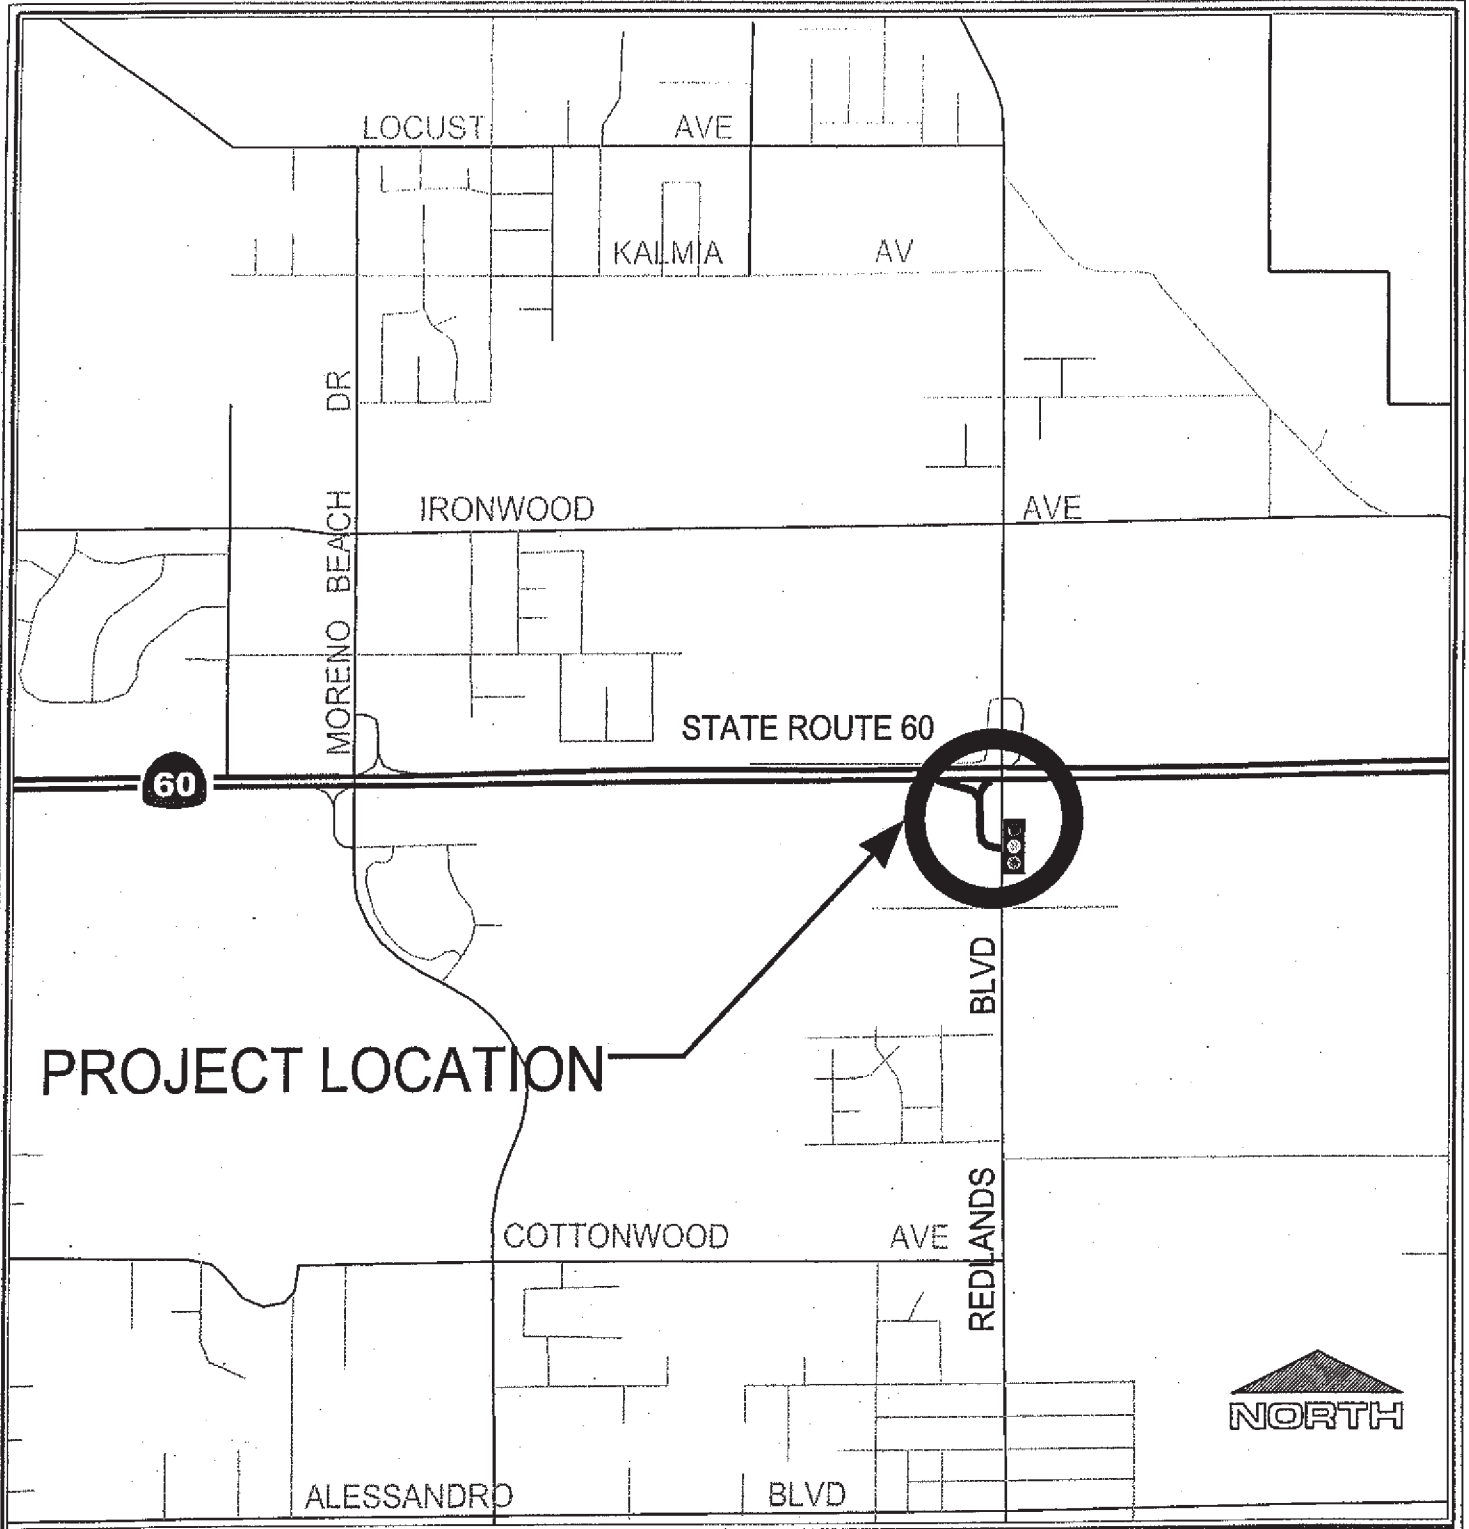 LOCUST AVE
KALMIA AV
MORENO BEACH DR
IRONWOOD AVE
STATE ROUTE 60
60
PROJECT LOCATION
REDLANDS BLVD
COTTONWOOD AVE
NORTH
ALESSANDRO BLVD